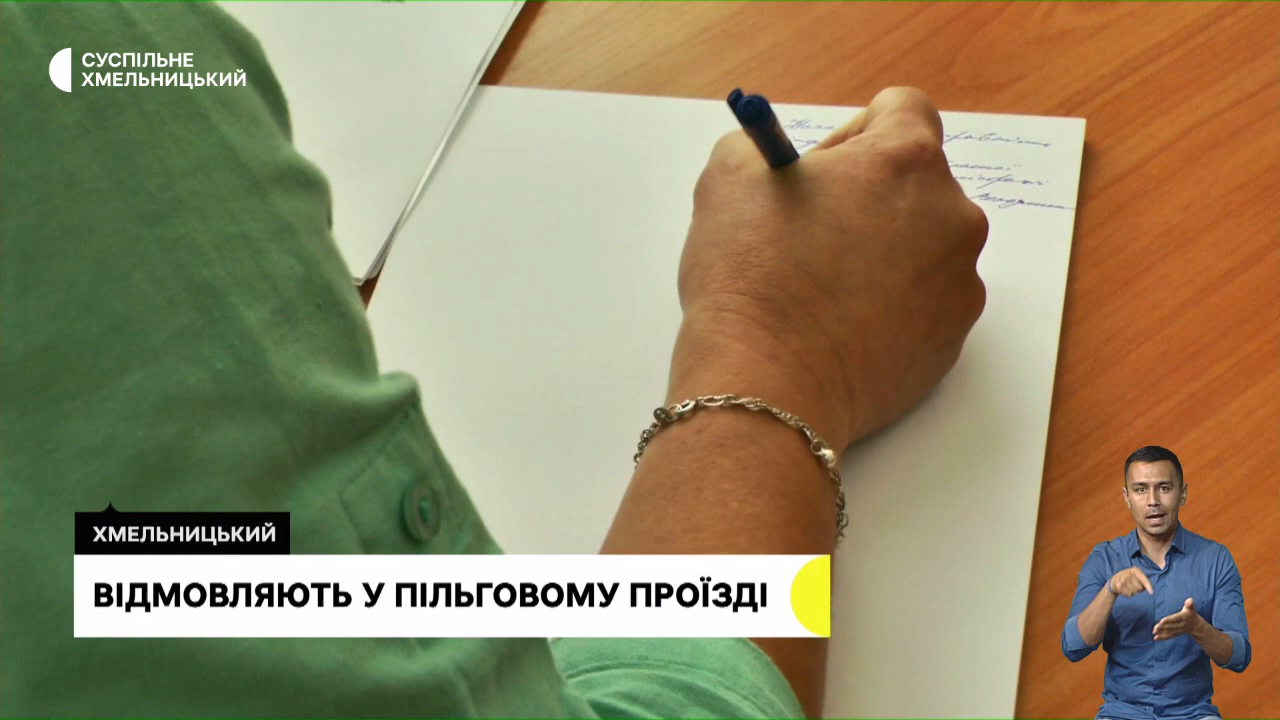 СУСПІЛЬНЕ
ХМЕЛЬНИЦЬКИЙ
ХМЕЛЬНИЦЬКИЙ
ВІДМОВЛЯЮТЬ У ПІЛЬГОВОМУ ПРОЇЗДІ